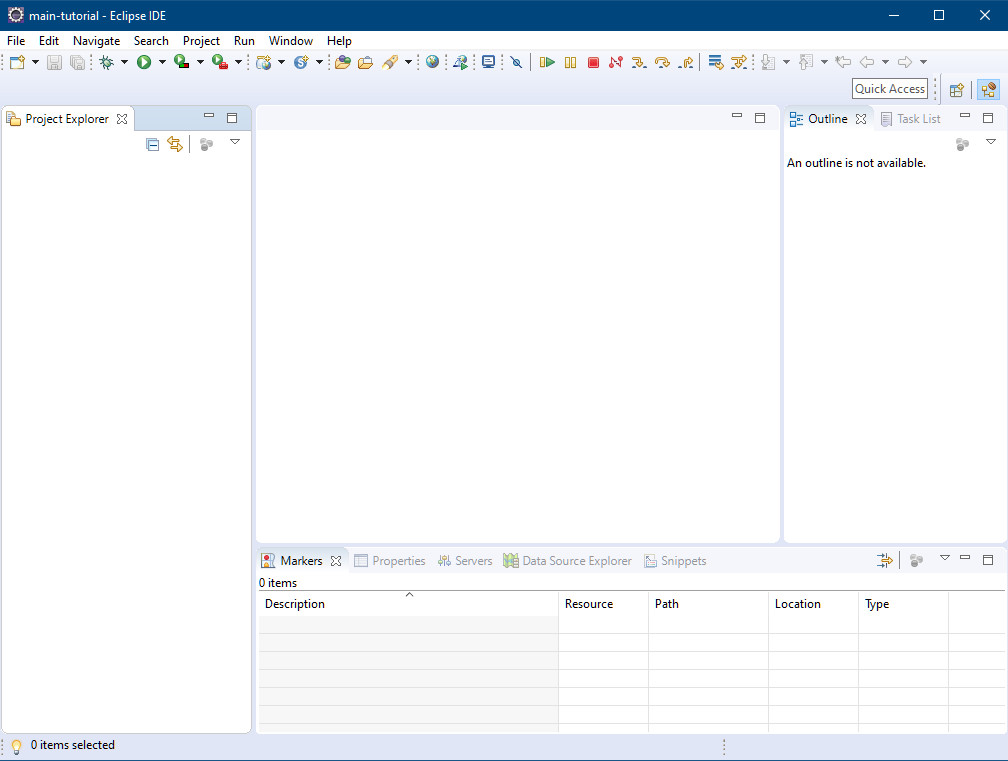 main-tutorial - Eclipse IDE
File Edit Navigate Search Project Run Window Help
Quick Access
Project Explorer
Outline Task List
An outline is not available.
Markers Properties Servers Data Source Explorer Snippets
0 items
Description Resource Path Location Type
0 items selected